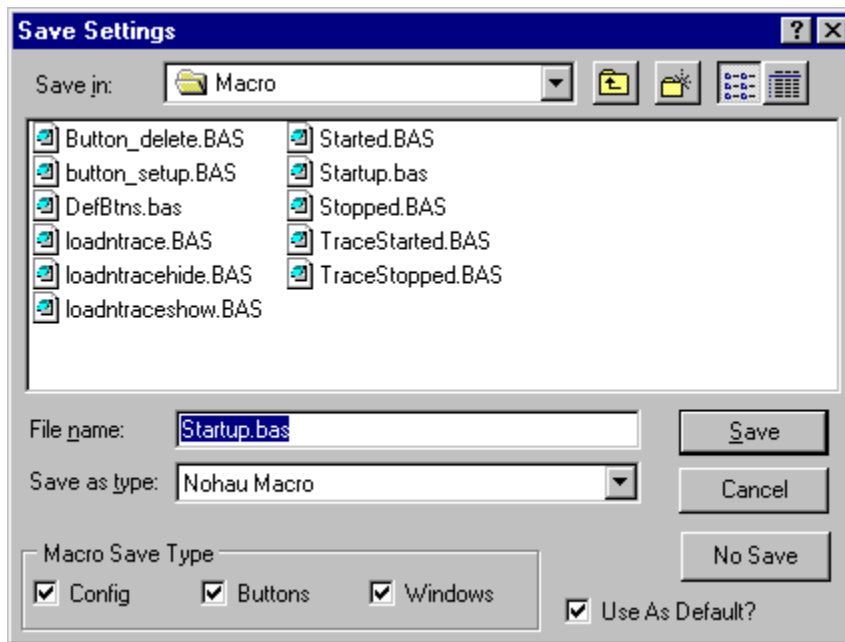 Save Settings
Save in: Macro
Button_delete.BAS Started.BAS
button_setup.BAS Startup.bas
DefBtns.bas Stopped.BAS
loadntrace.BAS TraceStarted.BAS
loadntracehide.BAS TraceStopped.BAS
loadntraceshow.BAS
File name: Startup.bas Save
Save as type: Nohau Macro Cancel
No Save
Macro Save Type
Config Buttons Windows
Use As Default?